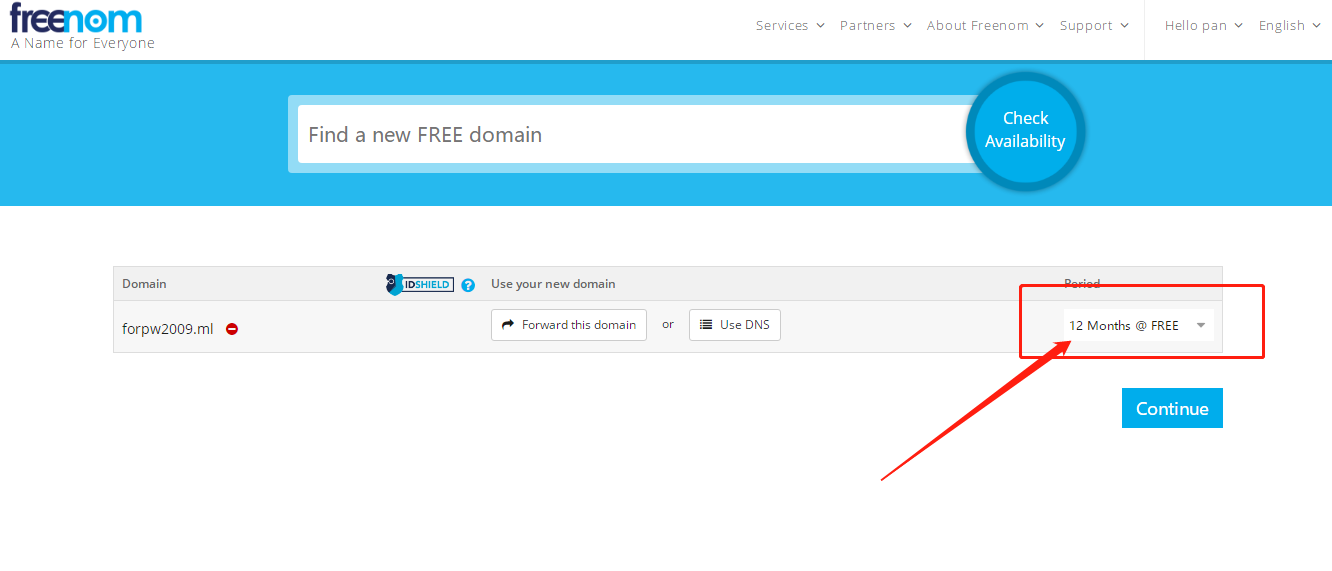 freenom
A Name for Everyone
Services Partners About Freenom Support Hello pan English
Find a new FREE domain
Check
Availability
Domain IDSHIELD ? Use your new domain Period
forpw2009.ml Forward this domain or Use DNS 12 Months @ FREE
Continue